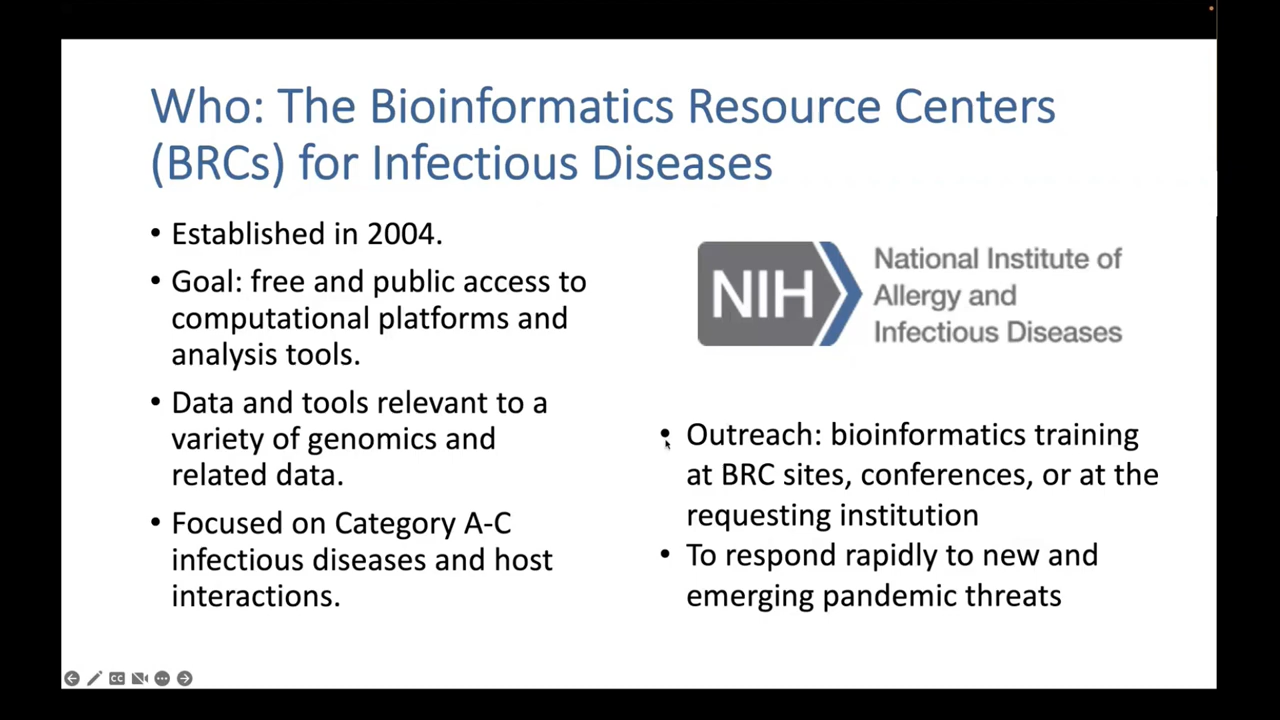 Who: The Bioinformatics Resource Centers
(BRCs) for Infectious Diseases
• Established in 2004.
• Goal: free and public access to
computational platforms and
analysis tools.
• Data and tools relevant to a
variety of genomics and
related data.
• Focused on Category A-C
infectious diseases and host
interactions.
NIH
National Institute of
Allergy and
Infectious Diseases
• Outreach: bioinformatics training
at BRC sites, conferences, or at the
requesting institution
• To respond rapidly to new and
emerging pandemic threats
CC